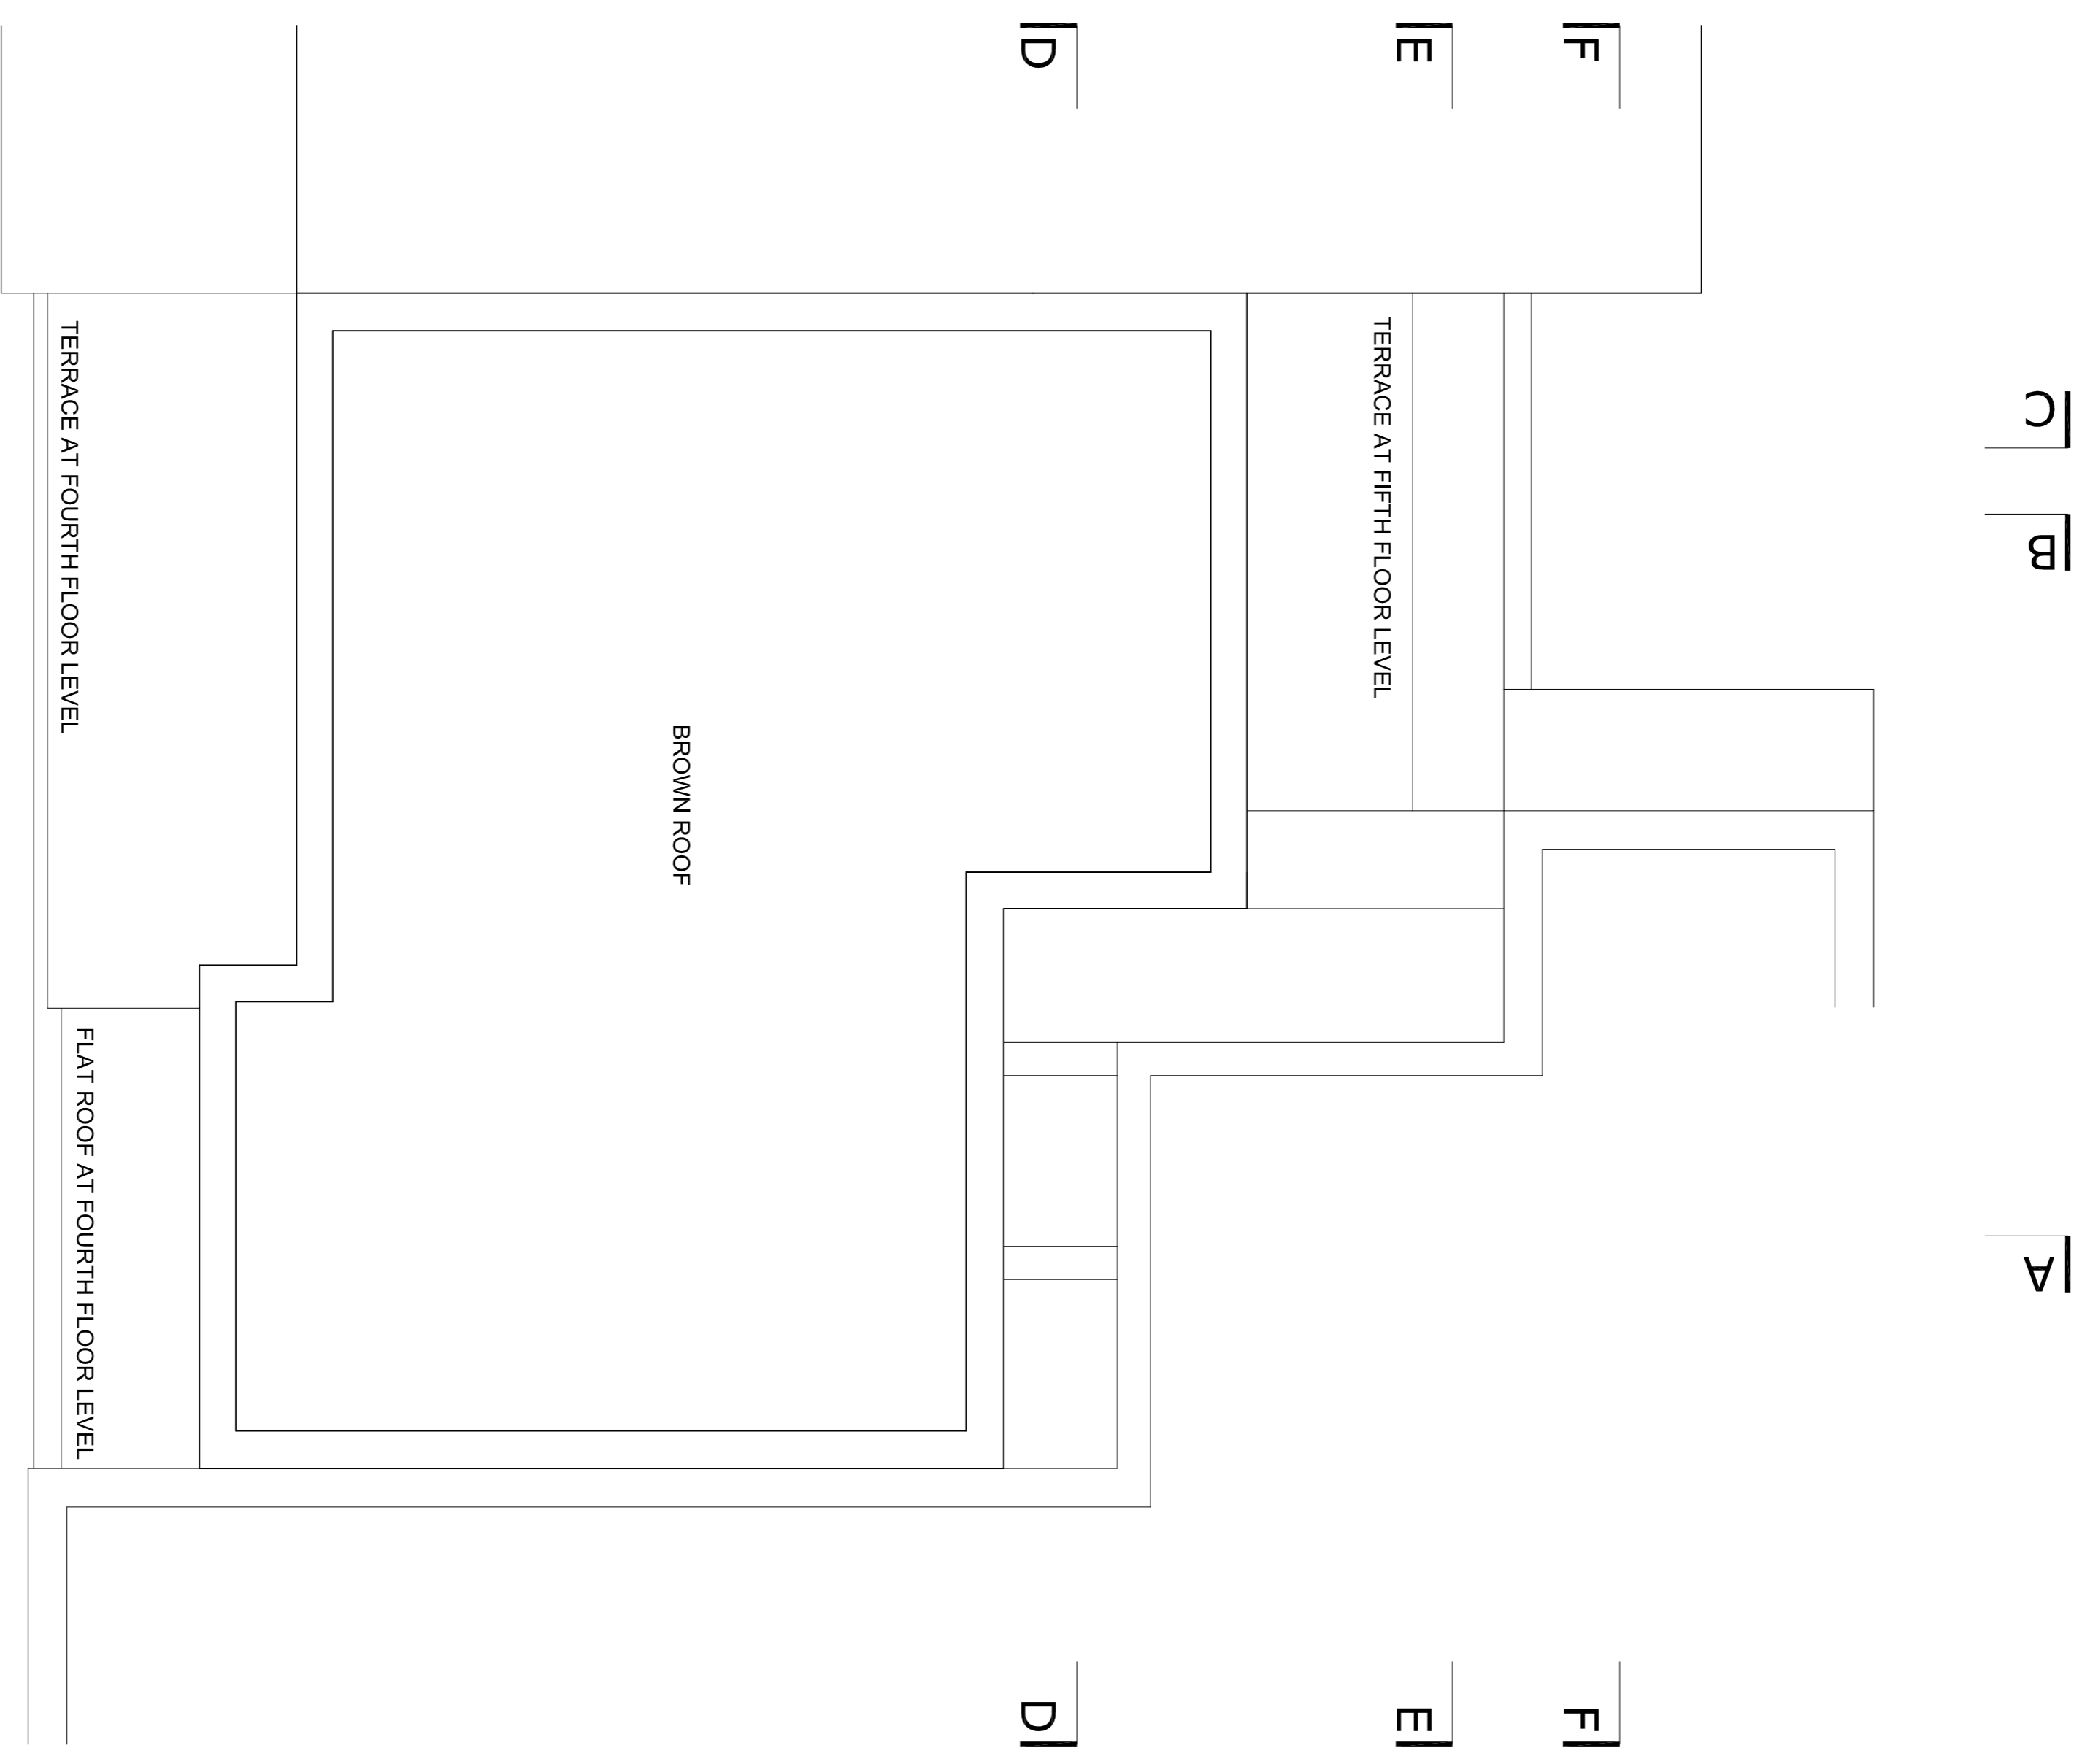 D
E
F
C
B
A
TERRACE AT FIFTH FLOOR LEVEL
TERRACE AT FOURTH FLOOR LEVEL
BROWN ROOF
FLAT ROOF AT FOURTH FLOOR LEVEL
D
E
F